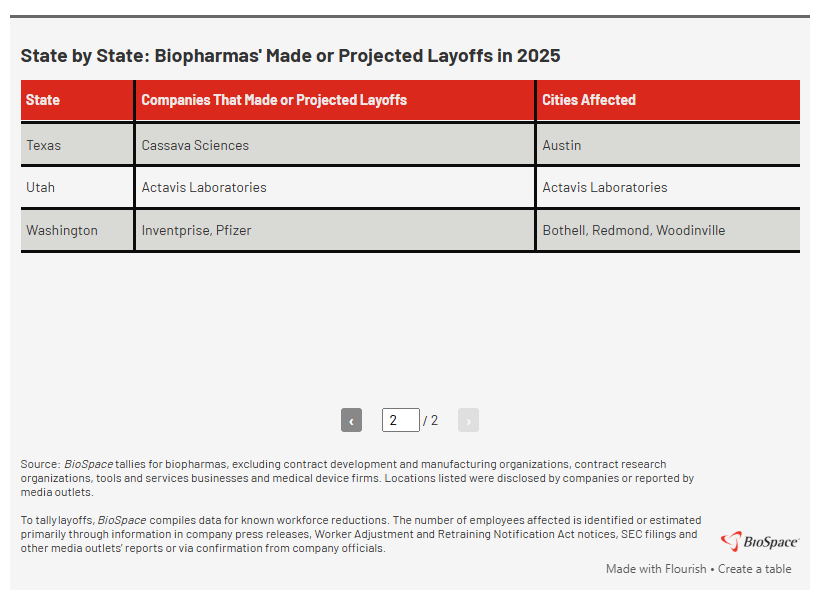 State by State: Biopharmas' Made or Projected Layoffs in 2025
State Companies That Made or Projected Layoffs Cities Affected
Texas Cassava Sciences Austin
Utah Actavis Laboratories Actavis Laboratories
Washington Inventprise, Pfizer Bothell, Redmond, Woodinville
‹ 2 / 2 ›
Source: BioSpace tallies for biopharmas, excluding contract development and manufacturing organizations, contract research
organizations, tools and services businesses and medical device firms. Locations listed were disclosed by companies or reported by
media outlets.
To tally layoffs, BioSpace compiles data for known workforce reductions. The number of employees affected is identified or estimated
primarily through information in company press releases, Worker Adjustment and Retraining Notification Act notices, SEC filings and
other media outlets' reports or via confirmation from company officials.
BioSpace
Made with Flourish • Create a table